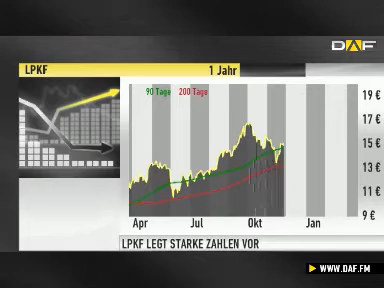 DAF
LPKF 1 Jahr
90 Tage 200 Tage
19 €
17 €
15 €
13 €
11 €
9 €
Apr Jul Okt Jan
LPKF LEGT STARKE ZAHLEN VOR
WWW.DAF.FM